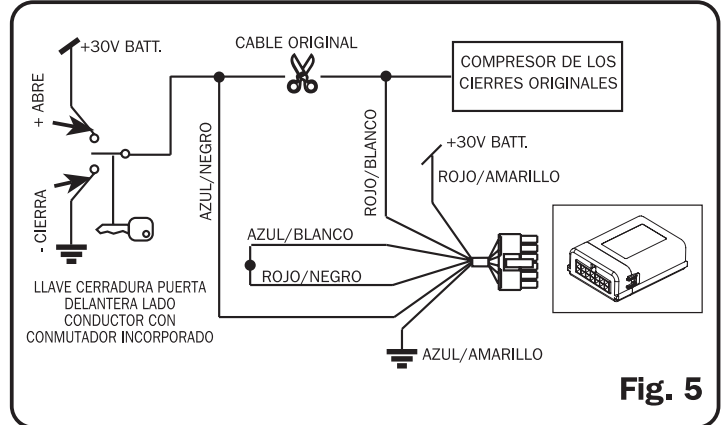 +30V BATT.
CABLE ORIGINAL
COMPRESOR DE LOS
CIERRES ORIGINALES
+ ABRE
- CIERRA
AZUL/NEGRO
ROJO/BLANCO
+30V BATT.
ROJO/AMARILLO
AZUL/BLANCO
ROJO/NEGRO
LLAVE CERRADURA PUERTA
DELANTERA LADO
CONDUCTOR CON
CONMUTADOR INCORPORADO
AZUL/AMARILLO
Fig. 5